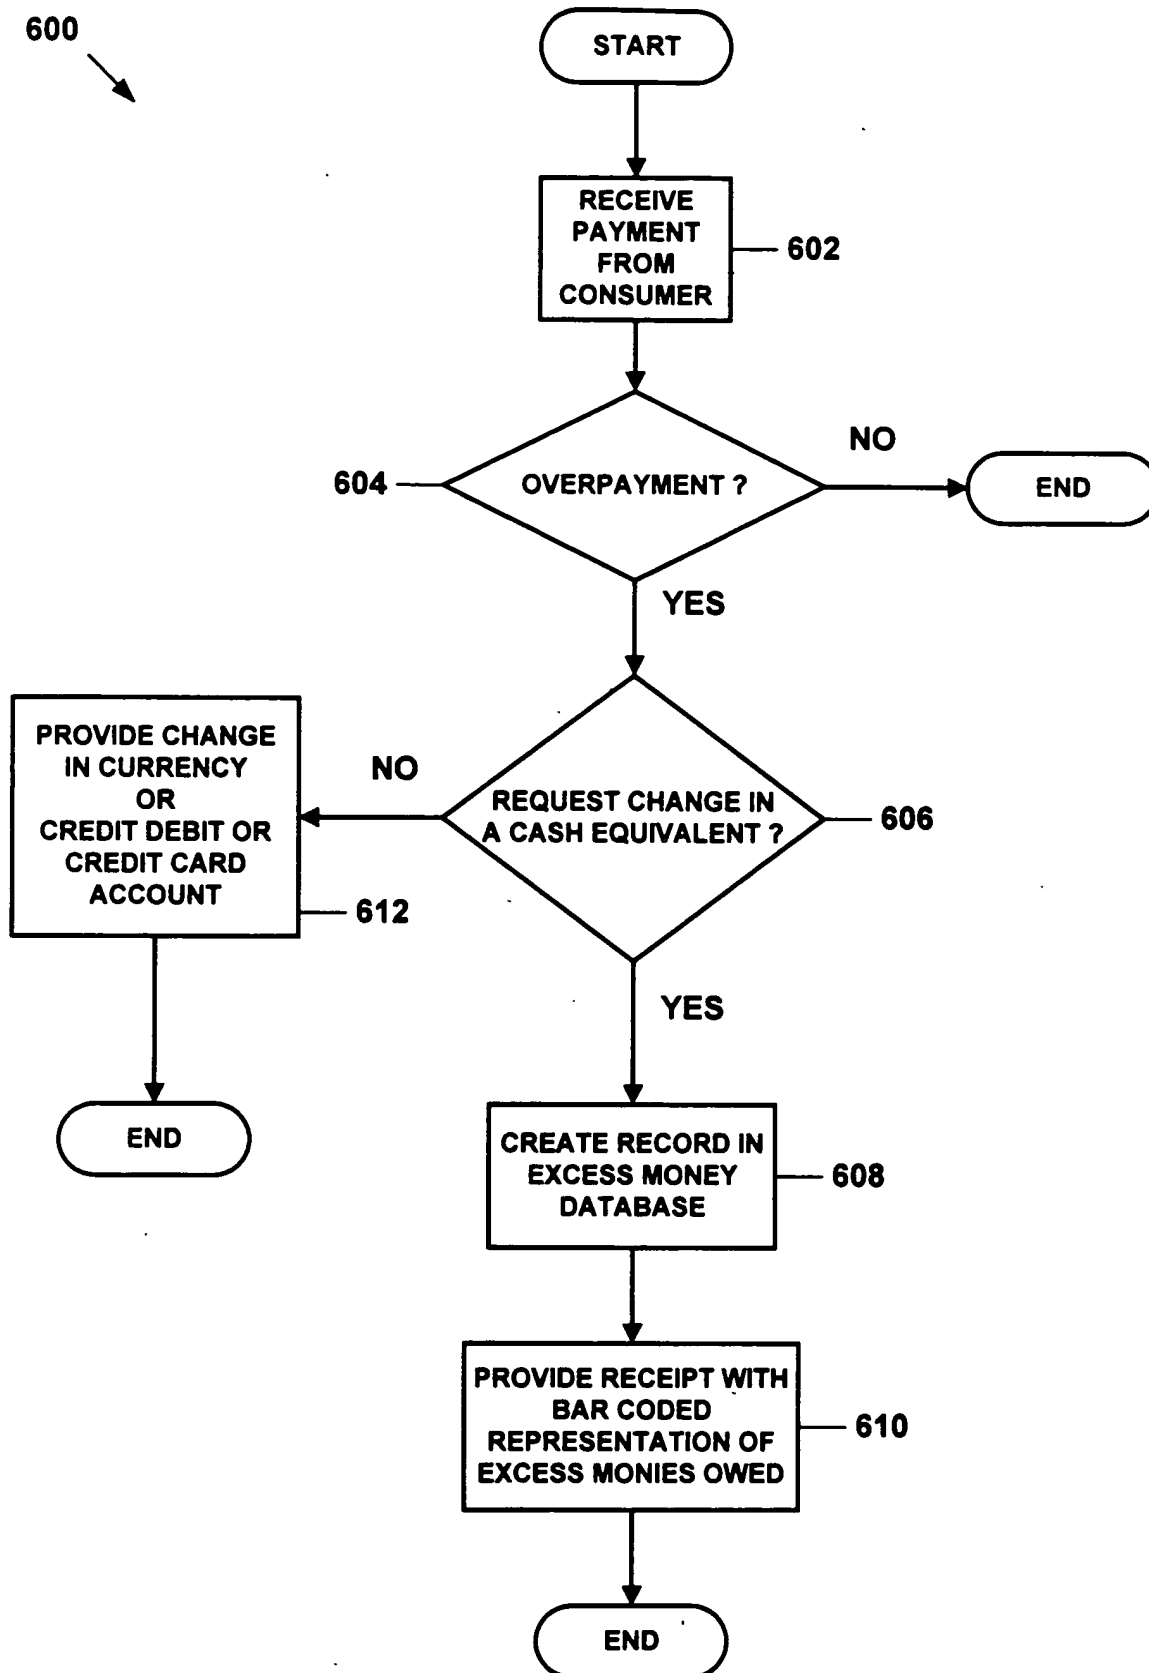 600
START
RECEIVE
PAYMENT
FROM
CONSUMER
602
604
OVERPAYMENT ?
NO
END
YES
PROVIDE CHANGE
IN CURRENCY
OR
CREDIT DEBIT OR
CREDIT CARD
ACCOUNT
612
NO
REQUEST CHANGE IN
A CASH EQUIVALENT ?
606
YES
END
CREATE RECORD IN
EXCESS MONEY
DATABASE
608
PROVIDE RECEIPT WITH
BAR CODED
REPRESENTATION OF
EXCESS MONIES OWED
610
END